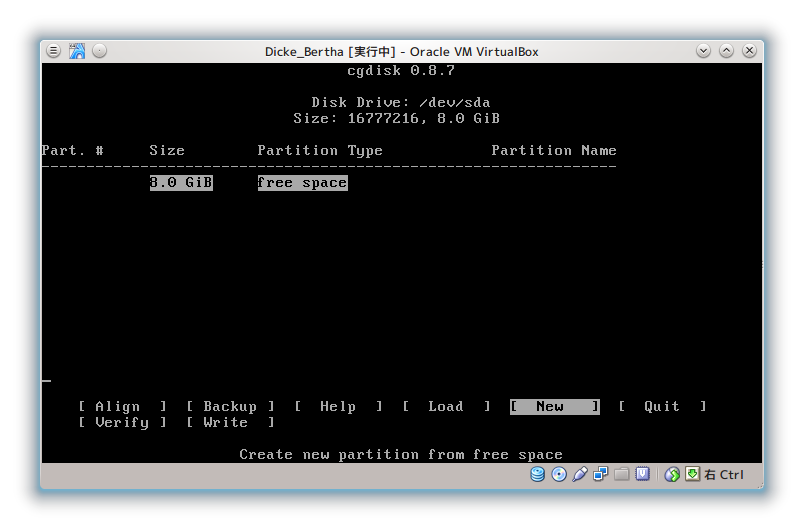 Dicke_Bertha [実行中] - Oracle VM VirtualBox
cgdisk 0.8.7
Disk Drive: /dev/sda
Size: 16777216, 8.0 GiB
Part. # Size Partition Type Partition Name
----------------------------------------------------------------
8.0 GiB free space
[ Align ] [ Backup ] [ Help ] [ Load ] [ New ] [ Quit ]
[ Verify ] [ Write ]
Create new partition from free space
右 Ctrl